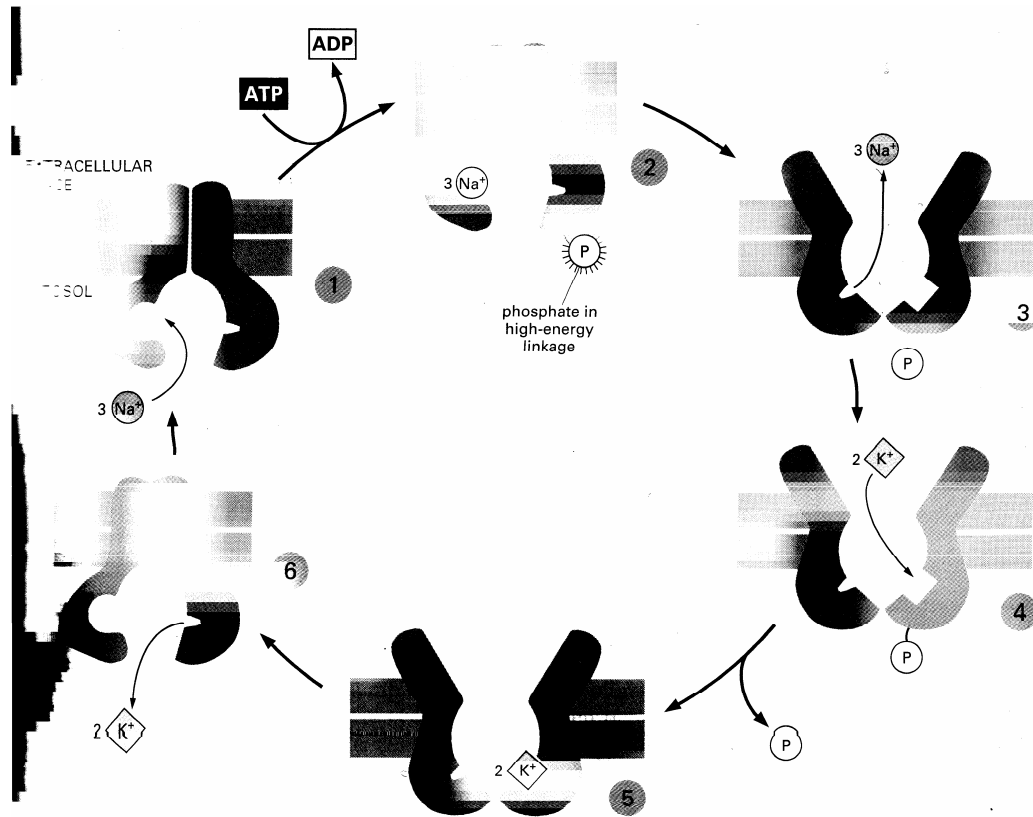 ADP
ATP
EXTRACELLULAR
3 Na+
2
3 Na+
P
phosphate in
high-energy
linkage
1
3 Na+
3
P
2 K+
4
P
P
6
2 K+
2 K+
5